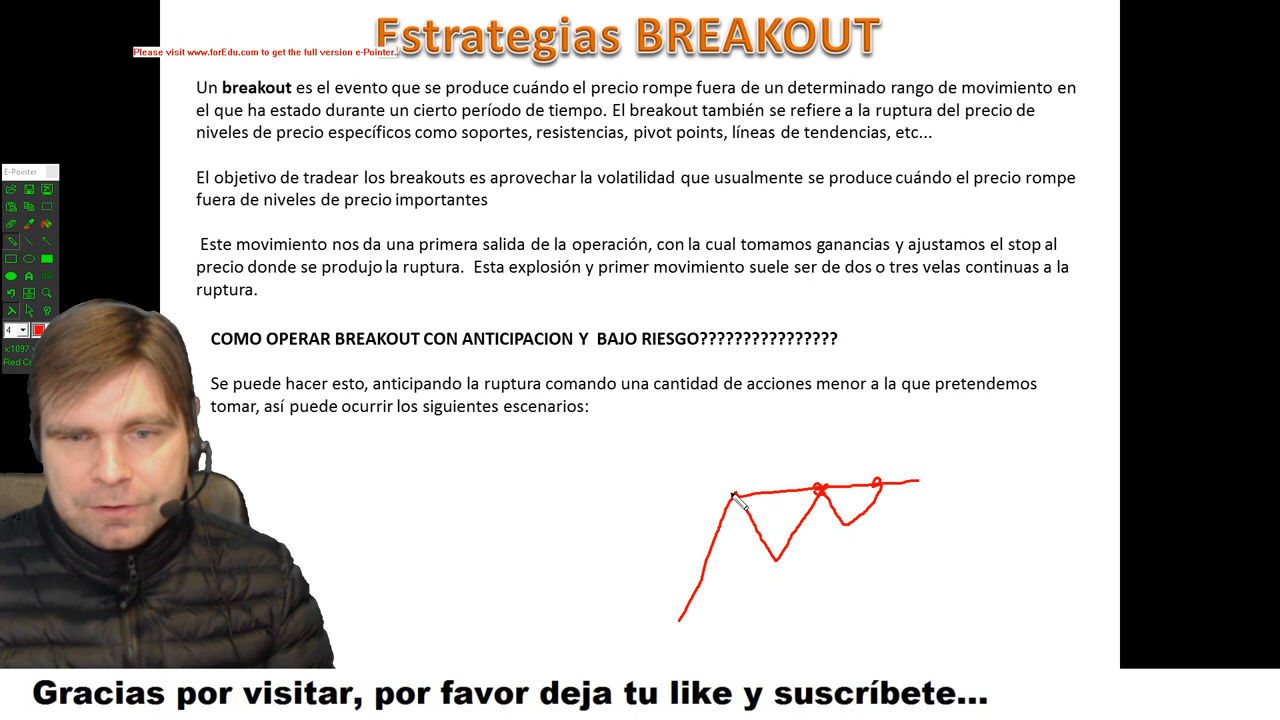 Estrategias BREAKOUT
Please visit www.forEdu.com to get the full version e-Pointer.
Un breakout es el evento que se produce cuándo el precio rompe fuera de un determinado rango de movimiento en
el que ha estado durante un cierto período de tiempo. El breakout también se refiere a la ruptura del precio de
niveles de precio específicos como soportes, resistencias, pivot points, líneas de tendencias, etc...
El objetivo de tradear los breakouts es aprovechar la volatilidad que usualmente se produce cuándo el precio rompe
fuera de niveles de precio importantes
Este movimiento nos da una primera salida de la operación, con la cual tomamos ganancias y ajustamos el stop al
precio donde se produjo la ruptura. Esta explosión y primer movimiento suele ser de dos o tres velas continuas a la
ruptura.
COMO OPERAR BREAKOUT CON ANTICIPACION Y BAJO RIESGO????????????????
Se puede hacer esto, anticipando la ruptura comando una cantidad de acciones menor a la que pretendemos
tomar, así puede ocurrir los siguientes escenarios:
E-Pointer
4
x:1097
Red
Gracias por visitar, por favor deja tu like y suscríbete...